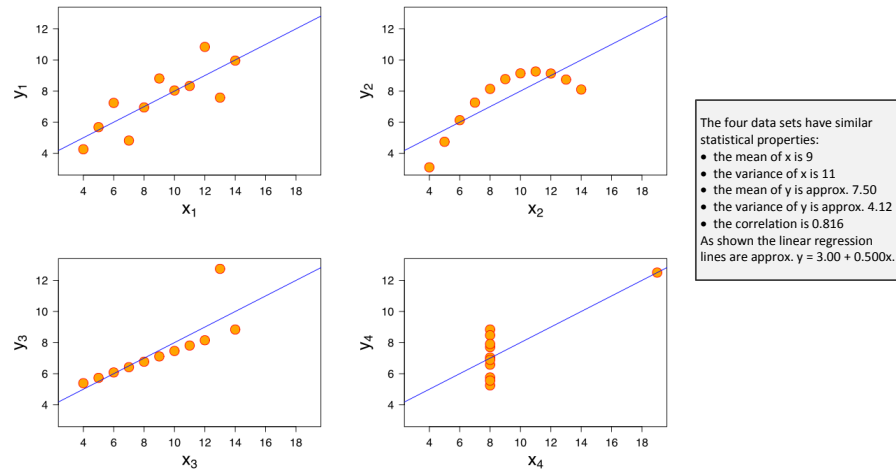 12
10
8
6
4
y1
4 6 8 10 12 14 16 18
x1
12
10
8
6
4
y2
4 6 8 10 12 14 16 18
x2
12
10
8
6
4
y3
4 6 8 10 12 14 16 18
x3
12
10
8
6
4
y4
4 6 8 10 12 14 16 18
x4
The four data sets have similar
statistical properties:
• the mean of x is 9
• the variance of x is 11
• the mean of y is approx. 7.50
• the variance of y is approx. 4.12
• the correlation is 0.816
As shown the linear regression
lines are approx. y = 3.00 + 0.500x.